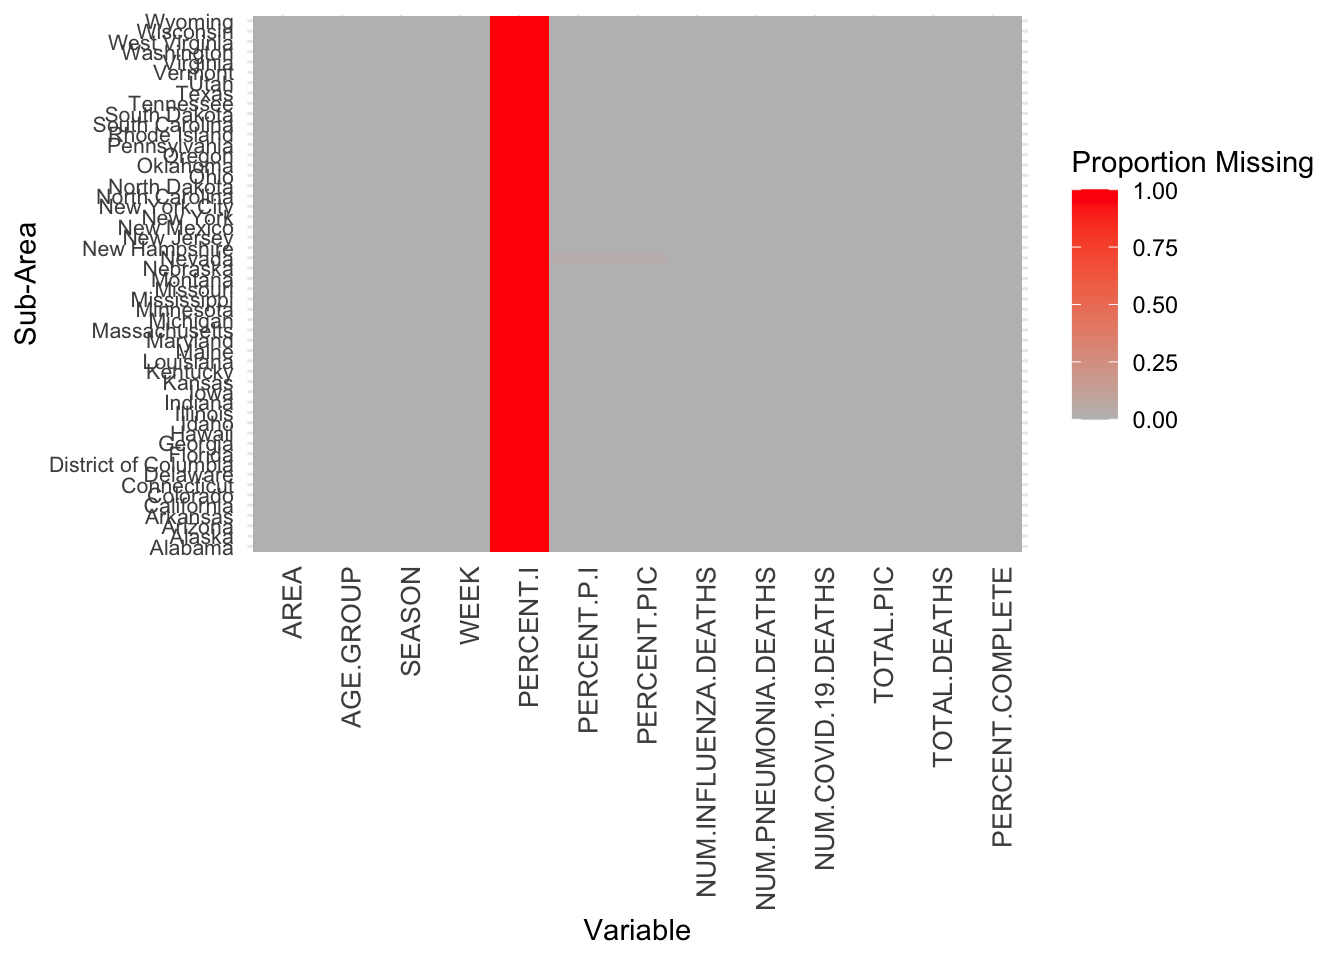 Wyoming
Wisconsin
West Virginia
Washington
Virginia
Vermont
Utah
Texas
Tennessee
South Dakota
South Carolina
Rhode Island
Pennsylvania
Oregon
Oklahoma
Ohio
North Dakota
North Carolina
New York City
New York
New Mexico
New Jersey
New Hampshire
Nevada
Nebraska
Montana
Missouri
Mississippi
Minnesota
Michigan
Massachusetts
Maryland
Maine
Louisiana
Kentucky
Kansas
Iowa
Indiana
Illinois
Idaho
Hawaii
Georgia
Florida
District of Columbia
Delaware
Connecticut
Colorado
California
Arkansas
Arizona
Alaska
Alabama
Sub-Area
AREA
AGE.GROUP
SEASON
WEEK
PERCENT.I
PERCENT.P.I
PERCENT.PIC
NUM.INFLUENZA.DEATHS
NUM.PNEUMONIA.DEATHS
NUM.COVID.19.DEATHS
TOTAL.PIC
TOTAL.DEATHS
PERCENT.COMPLETE
Variable
Proportion Missing
1.00
0.75
0.50
0.25
0.00